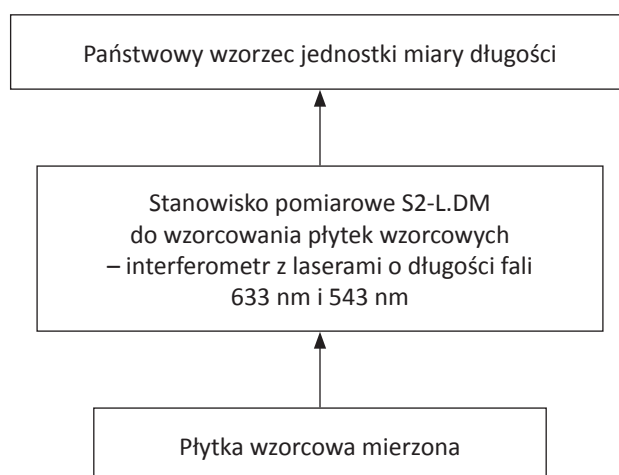 Państwowy wzorzec jednostki miary długości
Stanowisko pomiarowe S2-L.DM
do wzorcowania płytek wzorcowych
– interferometr z laserami o długości fali
633 nm i 543 nm
Płytka wzorcowa mierzona